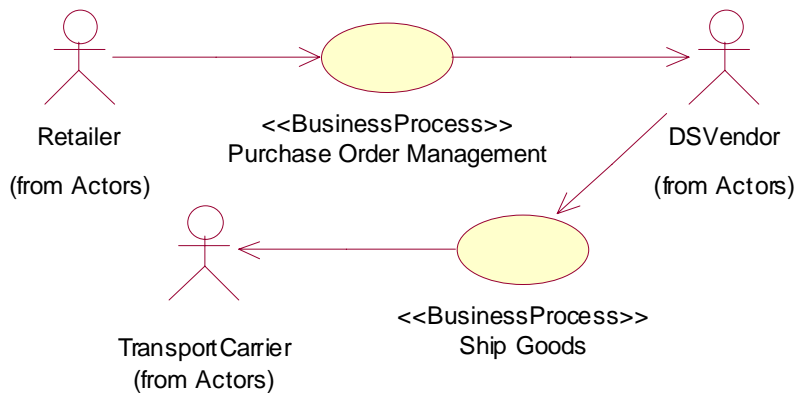 Retailer
(from Actors)
<<BusinessProcess>>
Purchase Order Management
DSVendor
(from Actors)
TransportCarrier
(from Actors)
<<BusinessProcess>>
Ship Goods